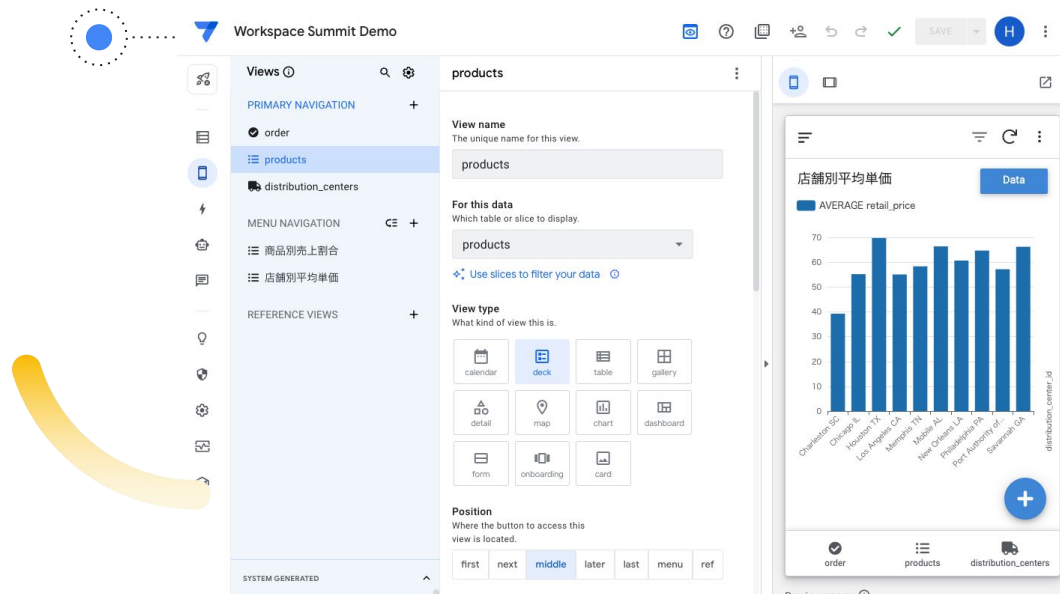 Workspace Summit Demo
SAVE
H
Views
PRIMARY NAVIGATION
order
products
distribution_centers
MENU NAVIGATION
商品別売上割合
店舗別平均単価
REFERENCE VIEWS
SYSTEM GENERATED
products
View name
The unique name for this view.
products
For this data
Which table or slice to display.
products
Use slices to filter your data
View type
What kind of view this is.
calendar
deck
table
gallery
detail
map
chart
dashboard
form
onboarding
card
Position
Where the button to access this
view is located.
first next middle later last menu ref
店舗別平均単価
Data
AVERAGE retail_price
70
60
50
40
30
20
10
0
Charleston SC
Chicago IL
Houston TX
Los Angeles CA
Memphis TN
Mobile AL
New Orleans LA
Philadelphia PA
Port Authority of...
Savannah GA
distribution_center_id
order
products
distribution_centers